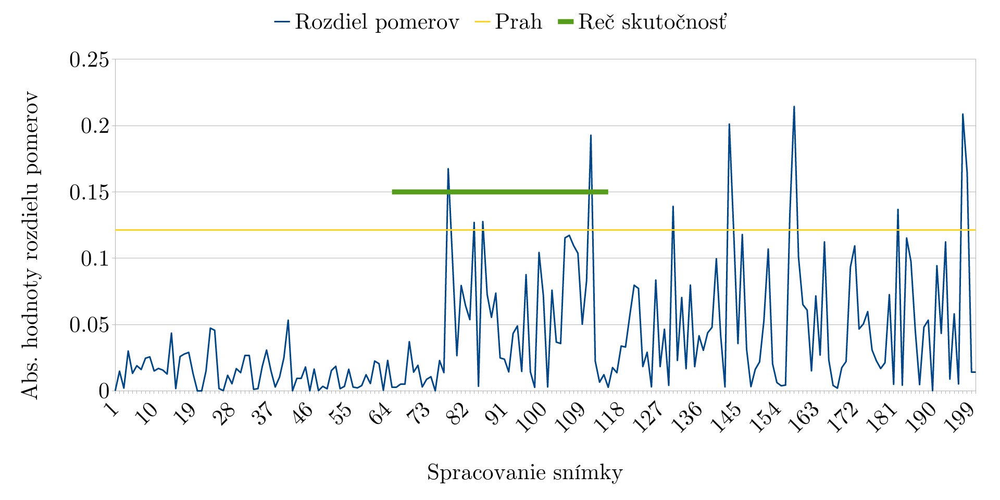 Rozdiel pomerov Prah Reč skutočnosť
0.25
0.2
0.15
0.1
0.05
0
Abs. hodnoty rozdielu pomerov
1 10 19 28 37 46 55 64 73 82 91 100 109 118 127 136 145 154 163 172 181 190 199
Spracovanie snímky